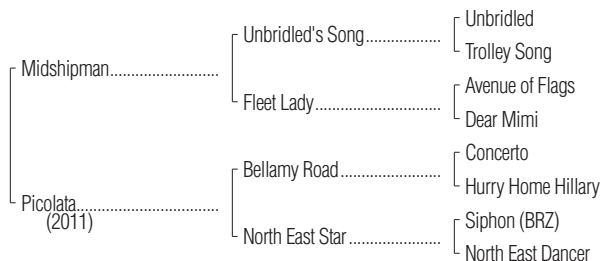 Unbridled
Unbridled's Song
Trolley Song
Midshipman
Avenue of Flags
Fleet Lady
Dear Mimi
Concerto
Bellamy Road
Hurry Home Hillary
Picolata
(2011)
Siphon (BRZ)
North East Star
North East Dancer